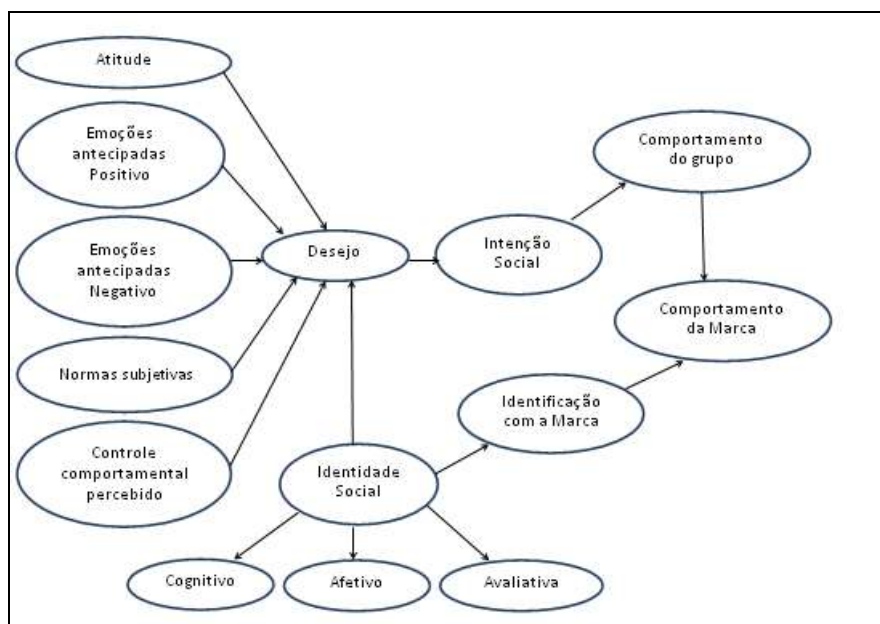 Atitude
Emoções
antecipadas
Positivo
Emoções
antecipadas
Negativo
Normas subjetivas
Controle
comportamental
percebido
Desejo
Intenção
Social
Comportamento
do grupo
Comportamento
da Marca
Identificação
com a Marca
Identidade
Social
Cognitivo
Afetivo
Avaliativa